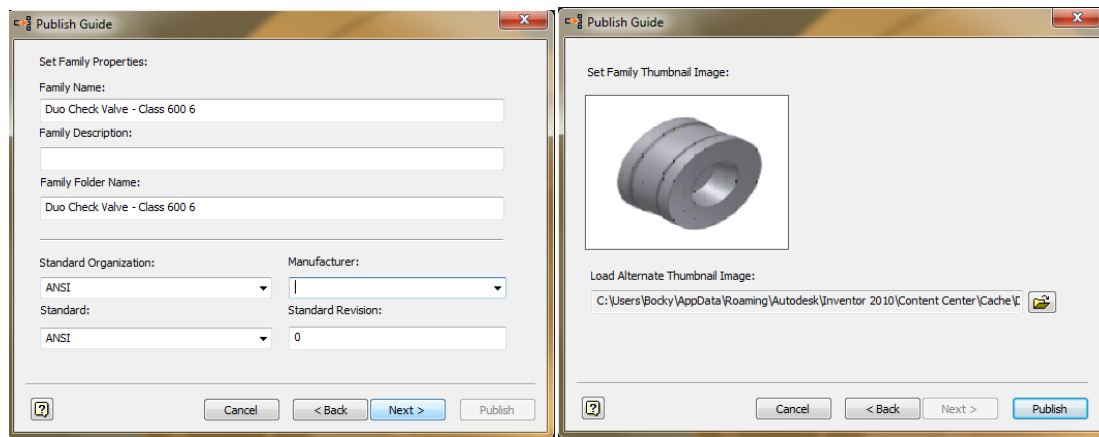 Publish Guide
X
Set Family Properties:
Family Name:
Duo Check Valve - Class 600 6
Family Description:
Family Folder Name:
Duo Check Valve - Class 600 6
Standard Organization:
Manufacturer:
ANSI
Standard:
Standard Revision:
ANSI
0
?
Cancel
< Back
Next >
Publish
Publish Guide
X
Set Family Thumbnail Image:
Load Alternate Thumbnail Image:
C:\Users\Bocky\AppData\Roaming\Autodesk\Inventor 2010\Content Center\Cache\D
?
Cancel
< Back
Next >
Publish